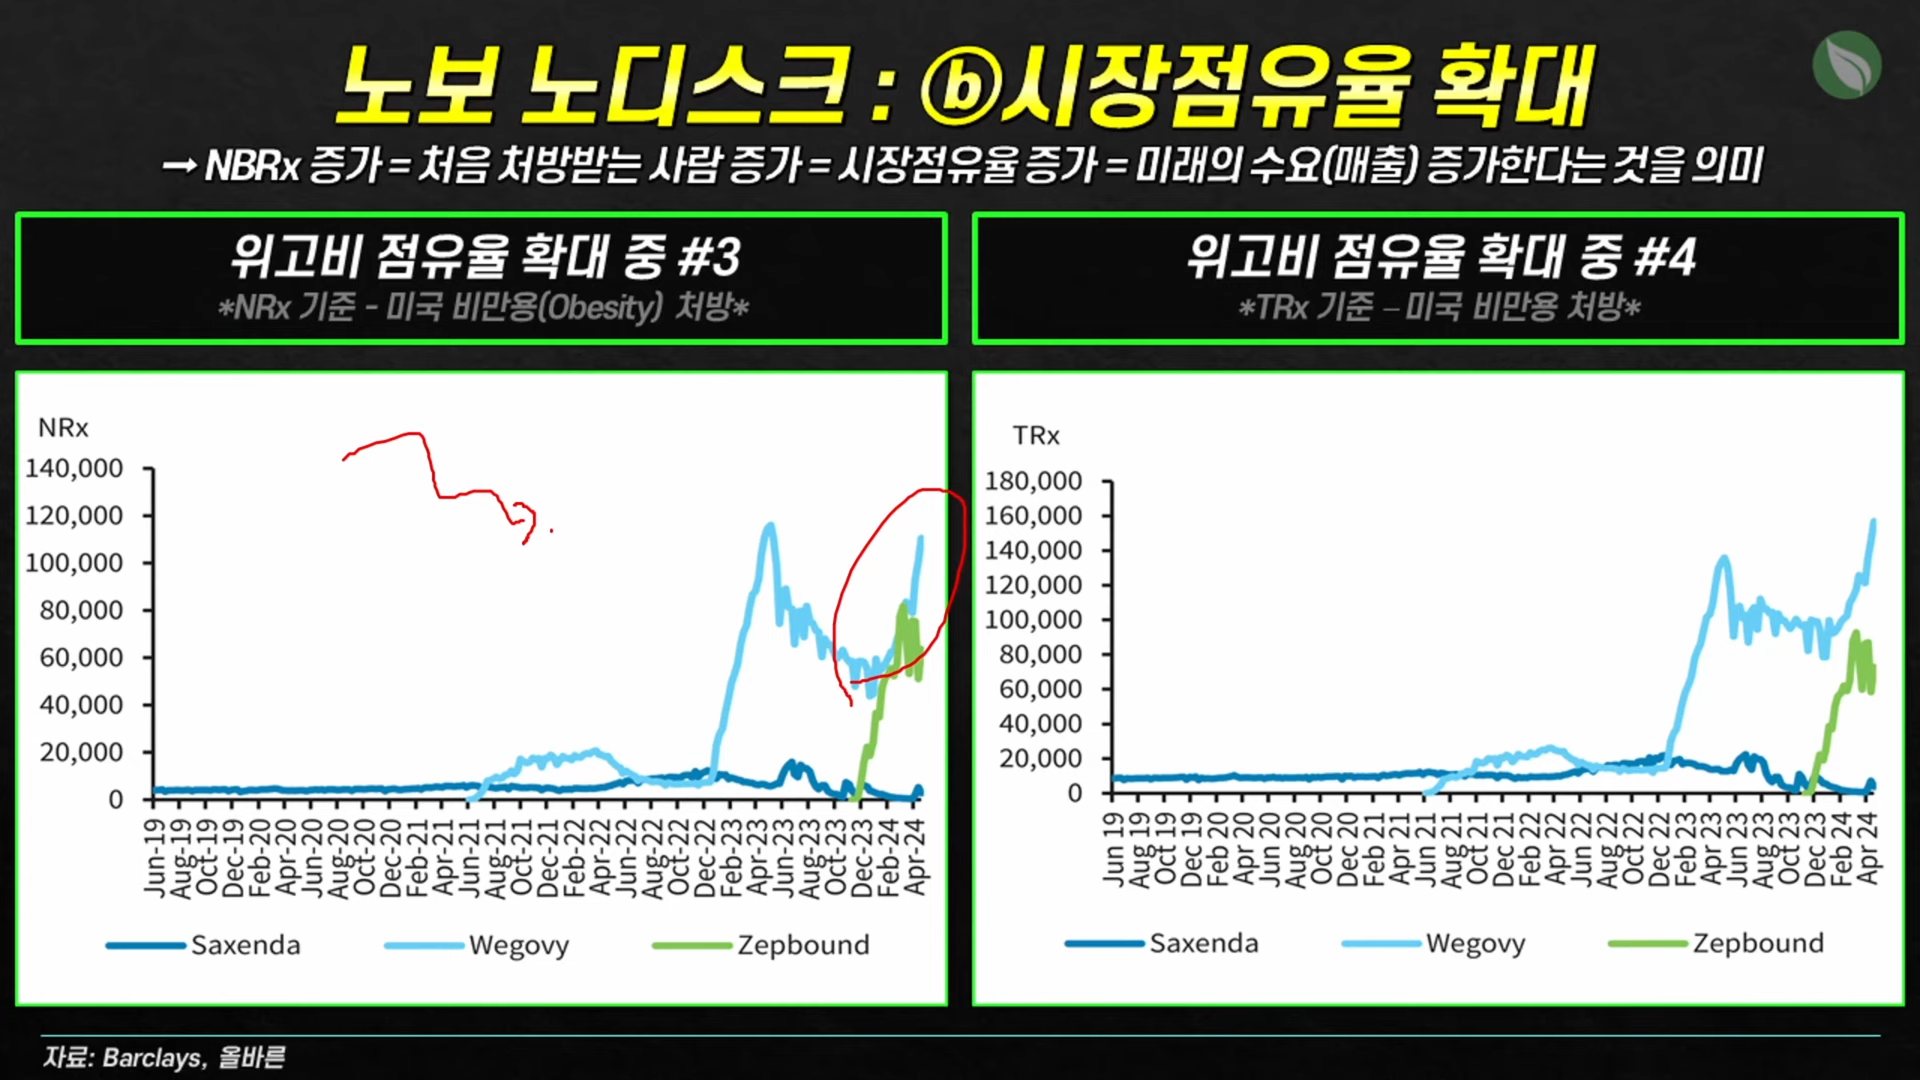 노보 노디스크 : ⓑ시장점유율 확대
→ NBRx 증가 = 처음 처방받는 사람 증가 = 시장점유율 증가 = 미래의 수요(매출) 증가한다는 것을 의미
위고비 점유율 확대 중 #3
*NRx 기준 - 미국 비만용(Obesity) 처방*
위고비 점유율 확대 중 #4
*TRx 기준 – 미국 비만용 처방*
NRx
140,000
120,000
100,000
80,000
60,000
40,000
20,000
0
Jun-19 Aug-19 Oct-19 Dec-19 Feb-20 Apr-20 Jun-20 Aug-20 Oct-20 Dec-20 Feb-21 Apr-21 Jun-21 Aug-21 Oct-21 Dec-21 Feb-22 Apr-22 Jun-22 Aug-22 Oct-22 Dec-22 Feb-23 Apr-23 Jun-23 Aug-23 Oct-23 Dec-23 Feb-24 Apr-24
Saxenda Wegovy Zepbound
TRx
180,000
160,000
140,000
120,000
100,000
80,000
60,000
40,000
20,000
0
Jun 19 Aug 19 Oct 19 Dec 19 Feb 20 Apr 20 Jun 20 Aug 20 Oct 20 Dec 20 Feb 21 Apr 21 Jun 21 Aug 21 Oct 21 Dec 21 Feb 22 Apr 22 Jun 22 Aug 22 Oct 22 Dec 22 Feb 23 Apr 23 Jun 23 Aug 23 Oct 23 Dec 23 Feb 24 Apr 24
Saxenda Wegovy Zepbound
자료: Barclays, 올바른